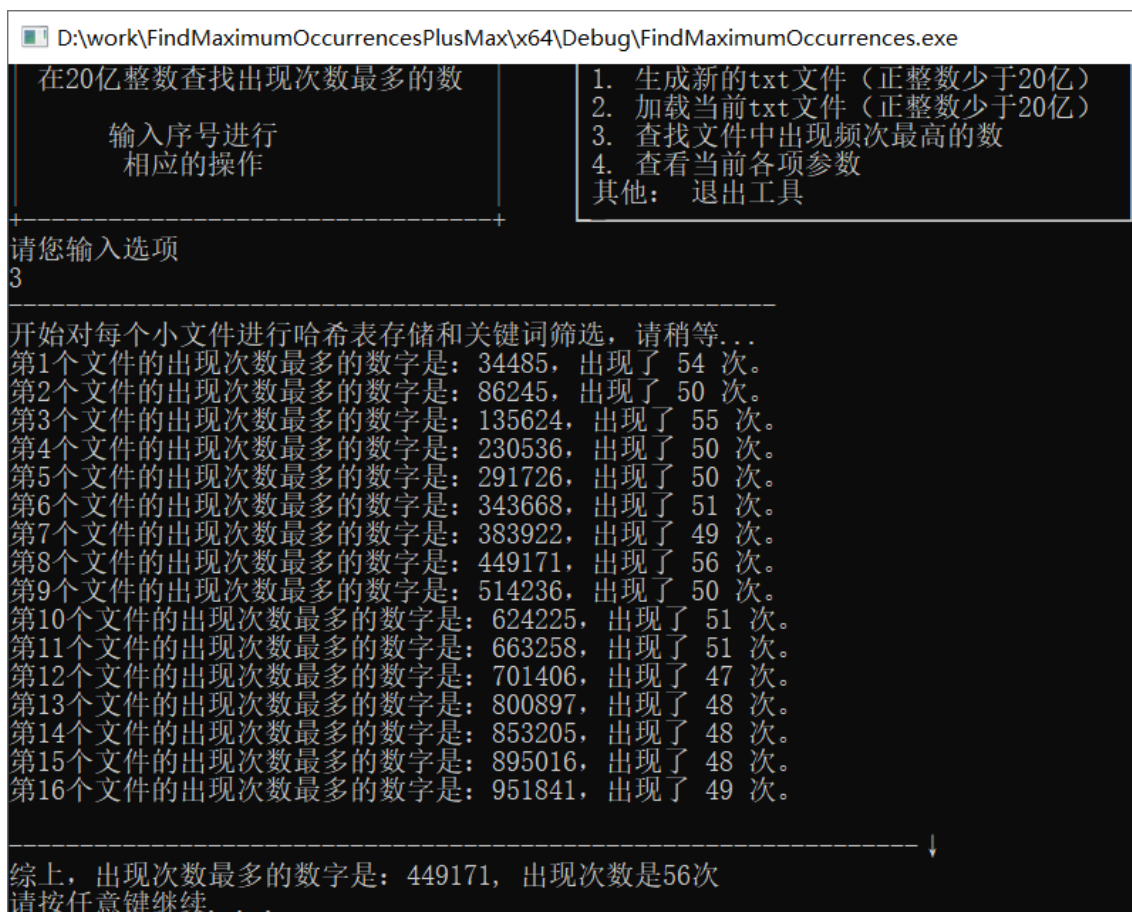 D:\work\FindMaximumOccurrencesPlusMax\x64\Debug\FindMaximumOccurrences.exe
在20亿整数查找出现次数最多的数
输入序号进行
相应的操作
1. 生成新的txt文件（正整数少于20亿）
2. 加载当前txt文件（正整数少于20亿）
3. 查找文件中出现频次最高的数
4. 查看当前各项参数
其他： 退出工具
请您输入选项
3
开始对每个小文件进行哈希表存储和关键词筛选，请稍等...
第1个文件的出现次数最多的数字是：34485，出现了 54 次。
第2个文件的出现次数最多的数字是：86245，出现了 50 次。
第3个文件的出现次数最多的数字是：135624，出现了 55 次。
第4个文件的出现次数最多的数字是：230536，出现了 50 次。
第5个文件的出现次数最多的数字是：291726，出现了 50 次。
第6个文件的出现次数最多的数字是：343668，出现了 51 次。
第7个文件的出现次数最多的数字是：383922，出现了 49 次。
第8个文件的出现次数最多的数字是：449171，出现了 56 次。
第9个文件的出现次数最多的数字是：514236，出现了 50 次。
第10个文件的出现次数最多的数字是：624225，出现了 51 次。
第11个文件的出现次数最多的数字是：663258，出现了 51 次。
第12个文件的出现次数最多的数字是：701406，出现了 47 次。
第13个文件的出现次数最多的数字是：800897，出现了 48 次。
第14个文件的出现次数最多的数字是：853205，出现了 48 次。
第15个文件的出现次数最多的数字是：895016，出现了 48 次。
第16个文件的出现次数最多的数字是：951841，出现了 49 次。
综上，出现次数最多的数字是：449171, 出现次数是56次
请按任意键继续. . .